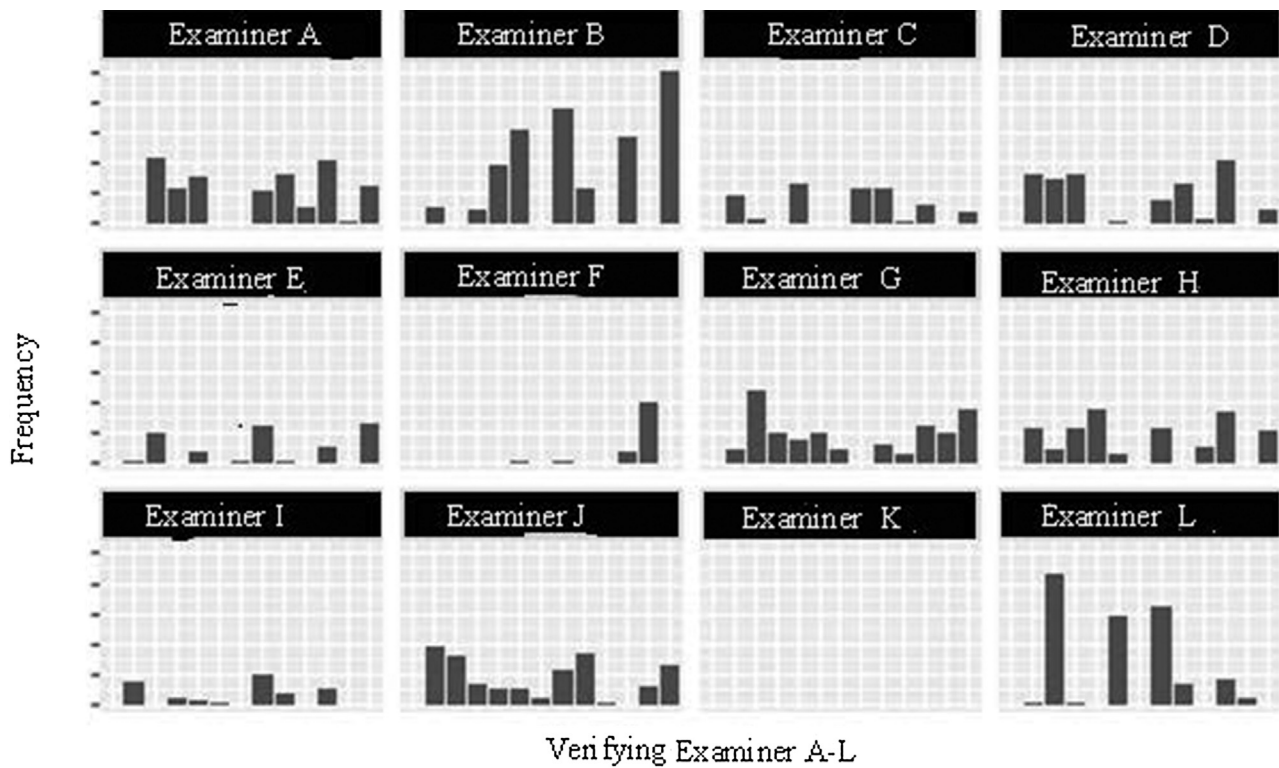 Examiner A
Examiner B
Examiner C
Examiner D
Examiner E
Examiner F
Examiner G
Examiner H
Frequency
Examiner I
Examiner J
Examiner K
Examiner L
Verifying Examiner A-L